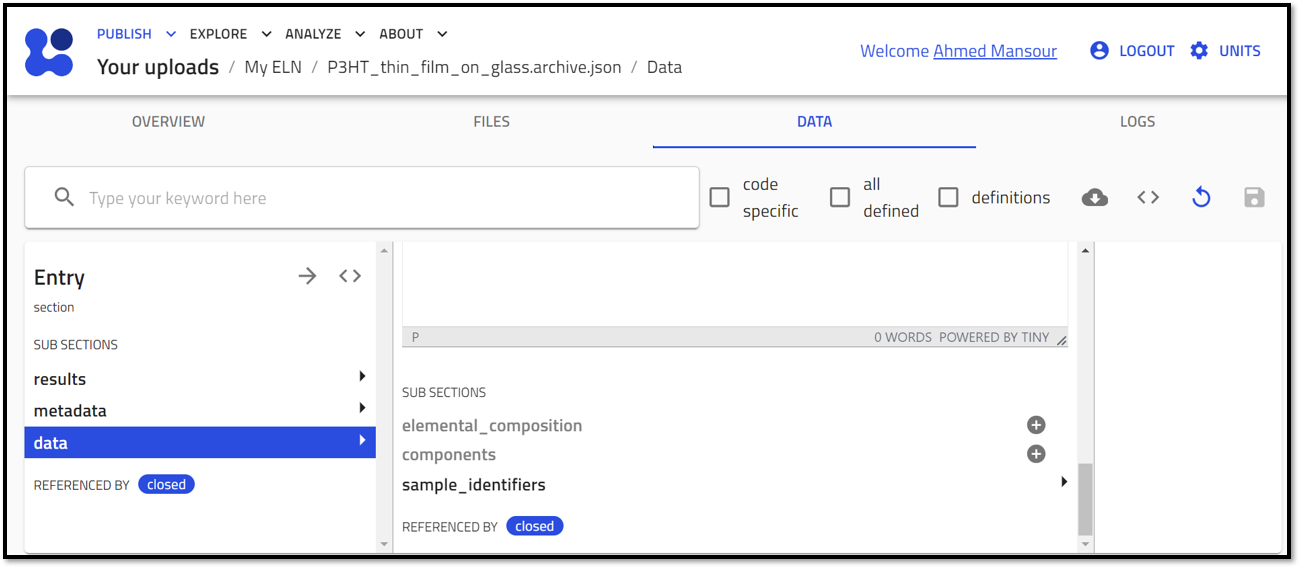 PUBLISH EXPLORE ANALYZE ABOUT
Your uploads / My ELN / P3HT_thin_film_on_glass.archive.json / Data
Welcome Ahmed Mansour LOGOUT UNITS
OVERVIEW FILES DATA LOGS
Type your keyword here
code specific
all defined
definitions
Entry
section
SUB SECTIONS
results
metadata
data
REFERENCED BY closed
P 0 WORDS POWERED BY TINY
SUB SECTIONS
elemental_composition
components
sample_identifiers
REFERENCED BY closed